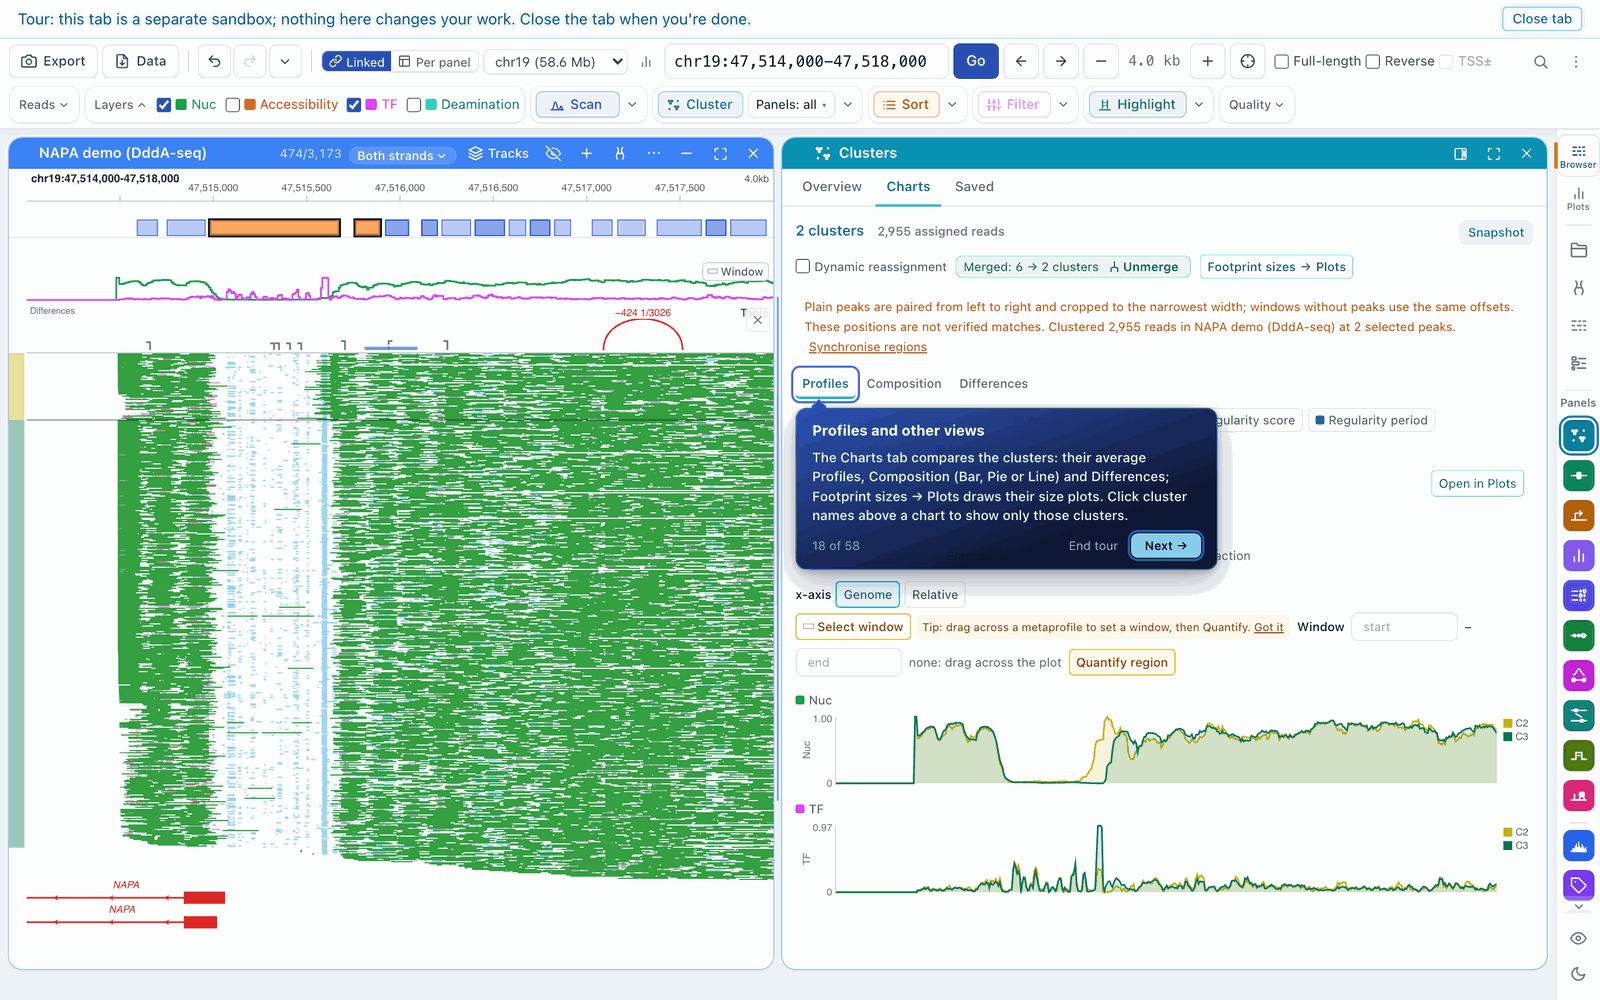 Tour: this tab is a separate sandbox; nothing here changes your work. Close the tab when you're done.
Close tab
Export
Data
Linked
Per panel
chr19 (58.6 Mb)
chr19:47,514,000–47,518,000
Go
4.0 kb
Full-length
Reverse
TSS±
Reads
Layers
Nuc
Accessibility
TF
Deamination
Scan
Cluster
Panels: all
Sort
Filter
Highlight
Quality
NAPA demo (DddA-seq)
474/3,173
Both strands
Tracks
chr19:47,514,000-47,518,000
47,515,000
47,515,500
47,516,000
47,516,500
47,517,000
47,517,500
4.0kb
Window
Differences
~424 1/3026
NAPA
NAPA
Clusters
Overview
Charts
Saved
2 clusters
2,955 assigned reads
Snapshot
Dynamic reassignment
Merged: 6 → 2 clusters
Unmerge
Footprint sizes → Plots
Plain peaks are paired from left to right and cropped to the narrowest width; windows without peaks use the same offsets.
These positions are not verified matches. Clustered 2,955 reads in NAPA demo (DddA-seq) at 2 selected peaks.
Synchronise regions
Profiles
Composition
Differences
gularity score
Regularity period
Profiles and other views
The Charts tab compares the clusters: their average
Profiles, Composition (Bar, Pie or Line) and Differences;
Footprint sizes → Plots draws their size plots. Click cluster
names above a chart to show only those clusters.
18 of 58
End tour
Next →
Open in Plots
action
x-axis
Genome
Relative
Select window
Tip: drag across a metaprofile to set a window, then Quantify. Got it
Window
start
–
end
none: drag across the plot
Quantify region
Nuc
1.00
Nuc
0
C2
C3
TF
0.97
TF
0
C2
C3
Browser
Plots
Panels